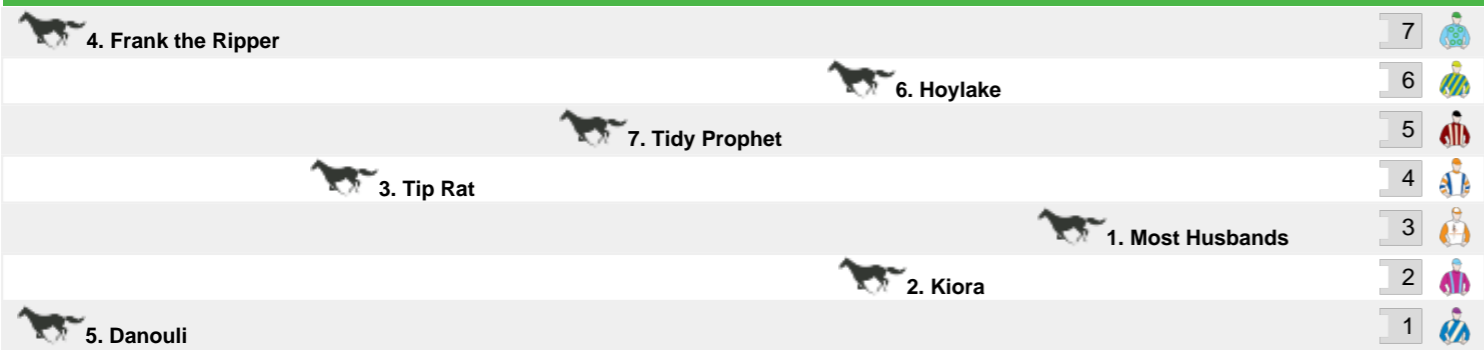 4. Frank the Ripper 7
6. Hoylake 6
7. Tidy Prophet 5
3. Tip Rat 4
1. Most Husbands 3
2. Kiora 2
5. Danouli 1